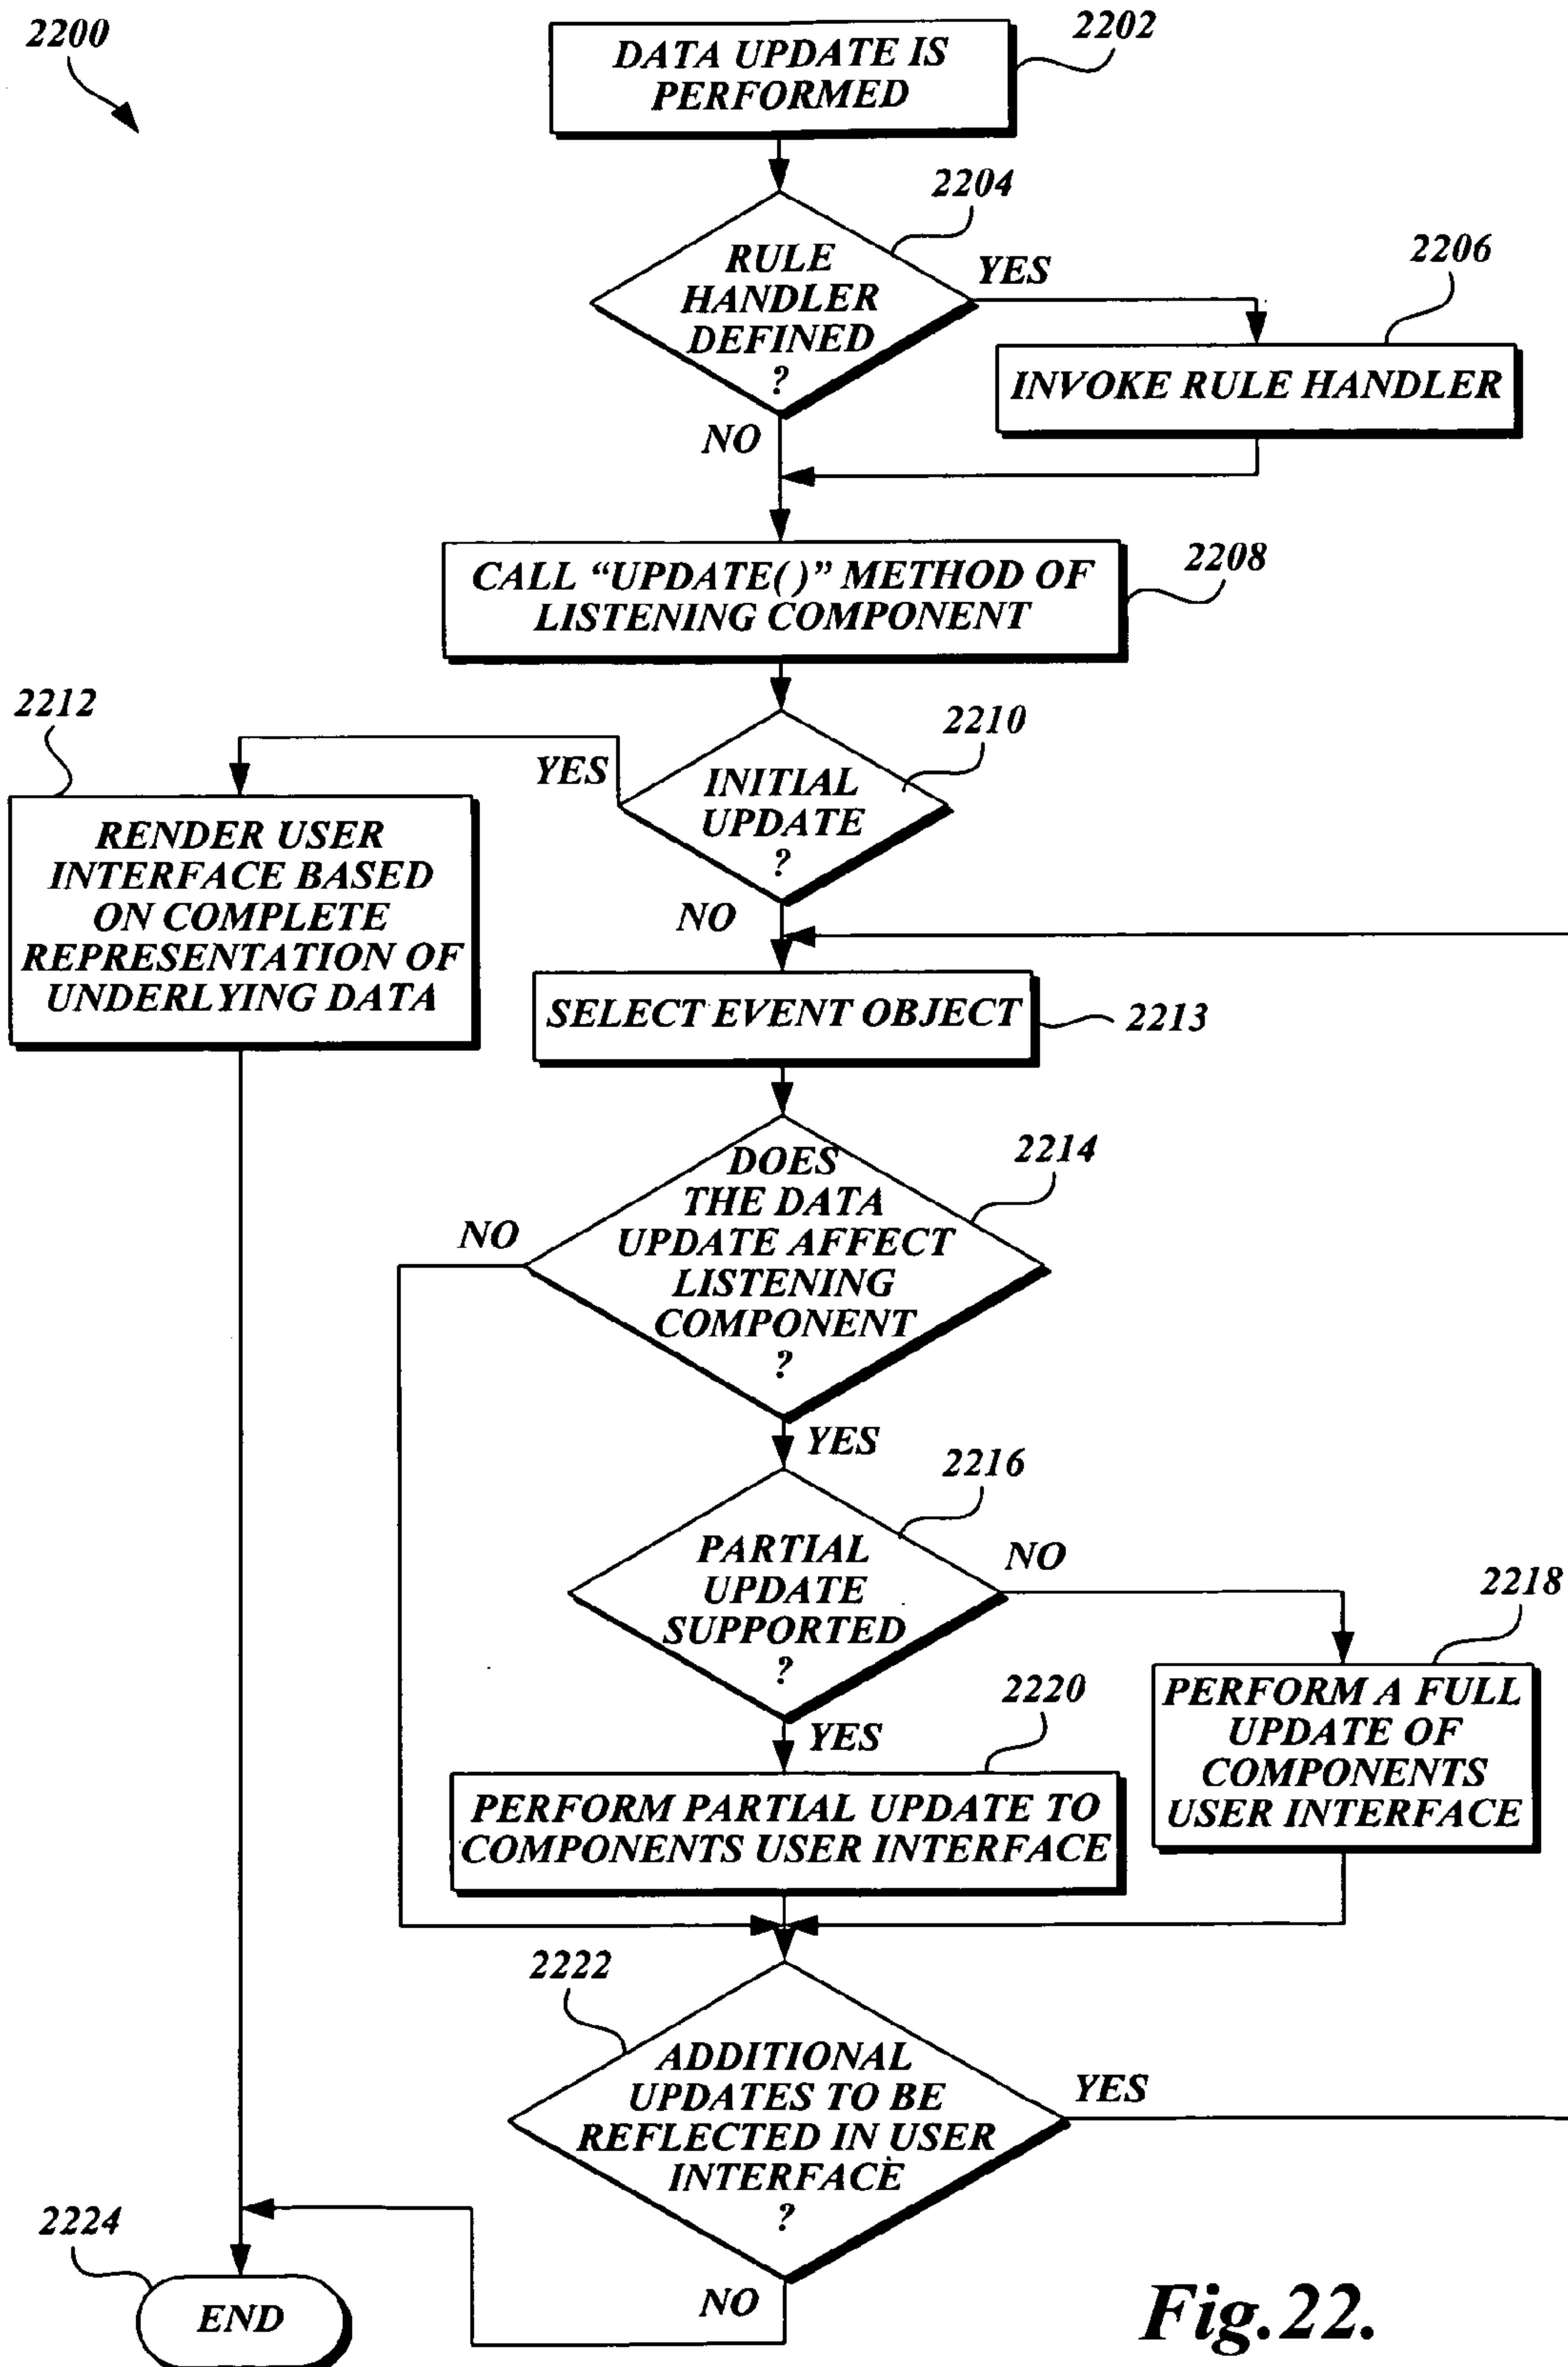 2200
2202
DATA UPDATE IS
PERFORMED
2204
RULE
HANDLER
DEFINED
?
YES
2206
INVOKE RULE HANDLER
NO
CALL “UPDATE( )” METHOD OF
LISTENING COMPONENT
2208
2212
2210
YES
INITIAL
UPDATE
?
NO
RENDER USER
INTERFACE BASED
ON COMPLETE
REPRESENTATION OF
UNDERLYING DATA
SELECT EVENT OBJECT
2213
2214
DOES
THE DATA
UPDATE AFFECT
LISTENING
COMPONENT
?
NO
YES
2216
PARTIAL
UPDATE
SUPPORTED
?
NO
2218
PERFORM A FULL
UPDATE OF
COMPONENTS
USER INTERFACE
YES
2220
PERFORM PARTIAL UPDATE TO
COMPONENTS USER INTERFACE
2222
ADDITIONAL
UPDATES TO BE
REFLECTED IN USER
INTERFACE
?
YES
NO
2224
END
Fig.22.